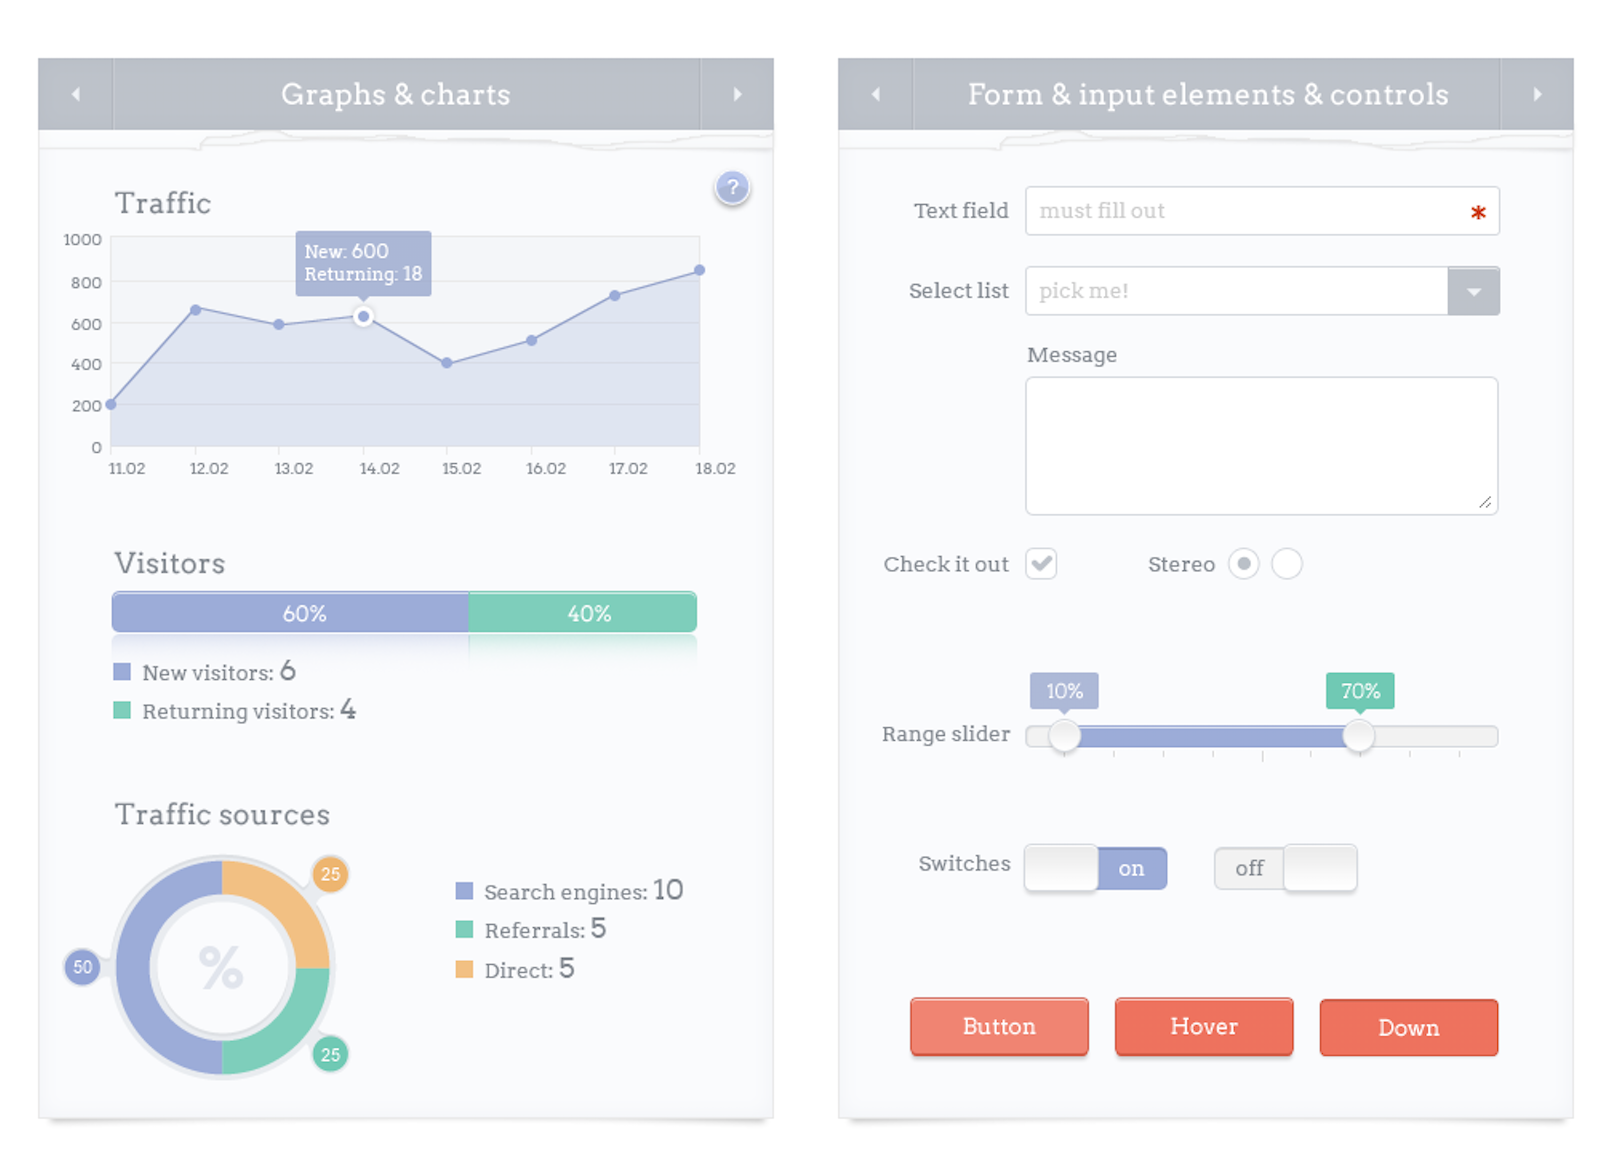 Graphs & charts
Traffic
?
1000
800
600
400
200
0
New: 600
Returning: 18
11.02 12.02 13.02 14.02 15.02 16.02 17.02 18.02
Visitors
60% 40%
New visitors: 6
Returning visitors: 4
Traffic sources
25
50
%
25
Search engines: 10
Referrals: 5
Direct: 5
Form & input elements & controls
Text field must fill out *
Select list pick me!
Message
Check it out Stereo
10% 70%
Range slider
Switches on off
Button Hover Down